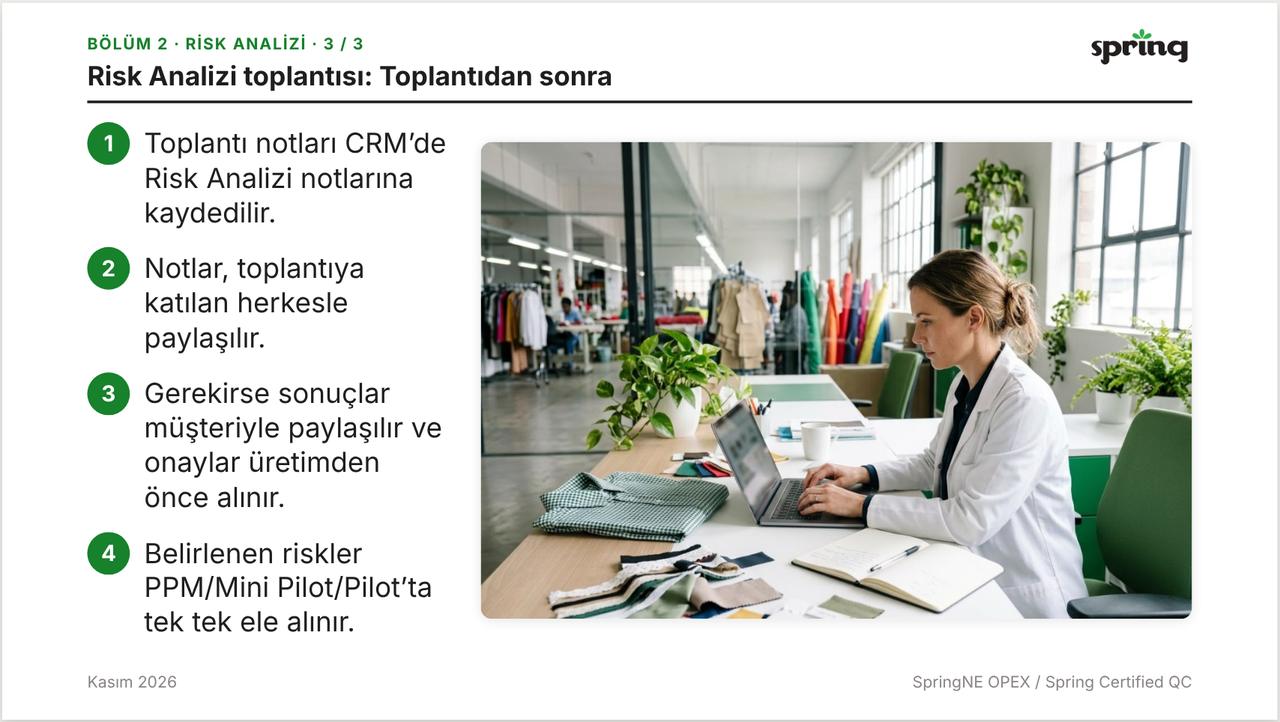 BÖLÜM 2 · RİSK ANALİZİ · 3 / 3
spring
Risk Analizi toplantısı: Toplantıdan sonra
1
Toplantı notları CRM’de
Risk Analizi notlarına
kaydedilir.
2
Notlar, toplantıya
katılan herkesle
paylaşılır.
3
Gerekirse sonuçlar
müşteriyle paylaşılır ve
onaylar üretimden
önce alınır.
4
Belirlenen riskler
PPM/Mini Pilot/Pilot’ta
tek tek ele alınır.
Kasım 2026
SpringNE OPEX / Spring Certified QC